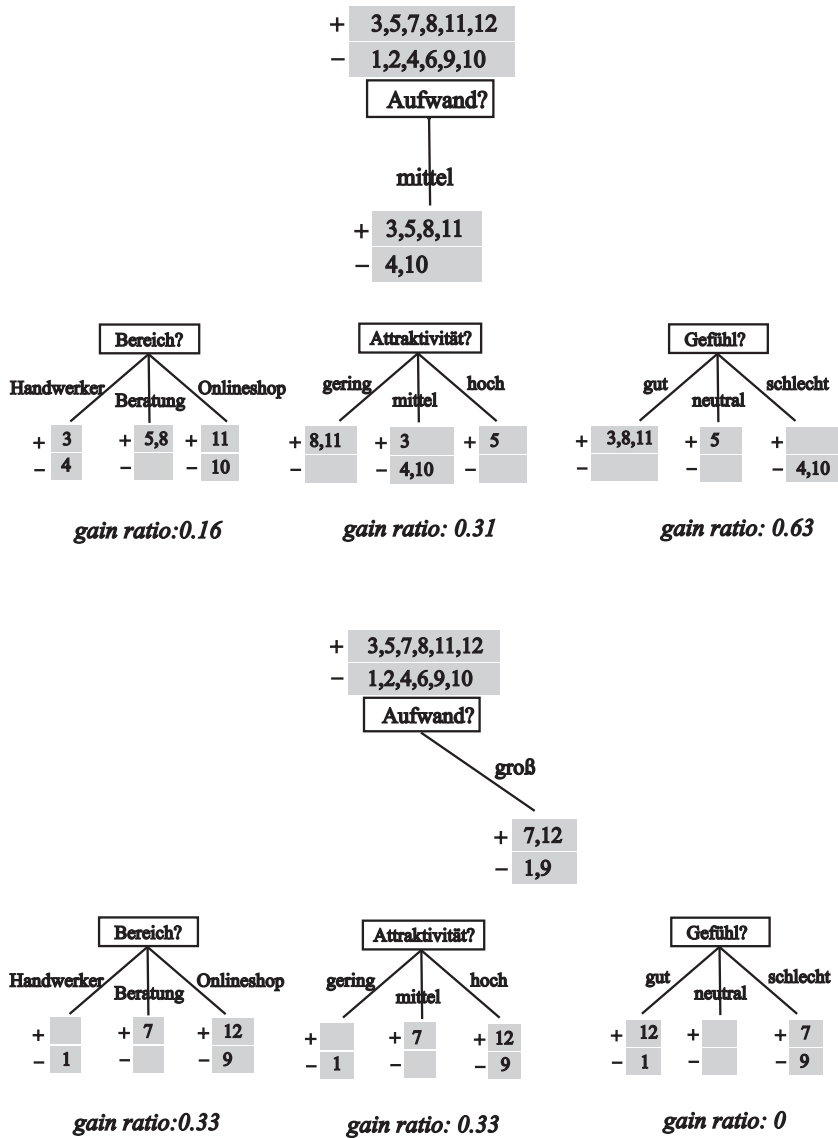 + 3,5,7,8,11,12
− 1,2,4,6,9,10
Aufwand?
mittel
+ 3,5,8,11
− 4,10
Bereich? Attraktivität? Gefühl?
Handwerker Beratung Onlineshop gering mittel hoch gut neutral schlecht
+ 3 + 5,8 + 11 + 8,11 + 3 + 5 + 3,8,11 + 5 +
− 4 − − 10 − − 4,10 − − − − 4,10
gain ratio:0.16 gain ratio: 0.31 gain ratio: 0.63
+ 3,5,7,8,11,12
− 1,2,4,6,9,10
Aufwand?
groß
+ 7,12
− 1,9
Bereich? Attraktivität? Gefühl?
Handwerker Beratung Onlineshop gering mittel hoch gut neutral schlecht
+ + 7 + 12 + + 7 + 12 + 12 + + 7
− 1 − − 9 − 1 − − 9 − 1 − − 9
gain ratio:0.33 gain ratio: 0.33 gain ratio: 0